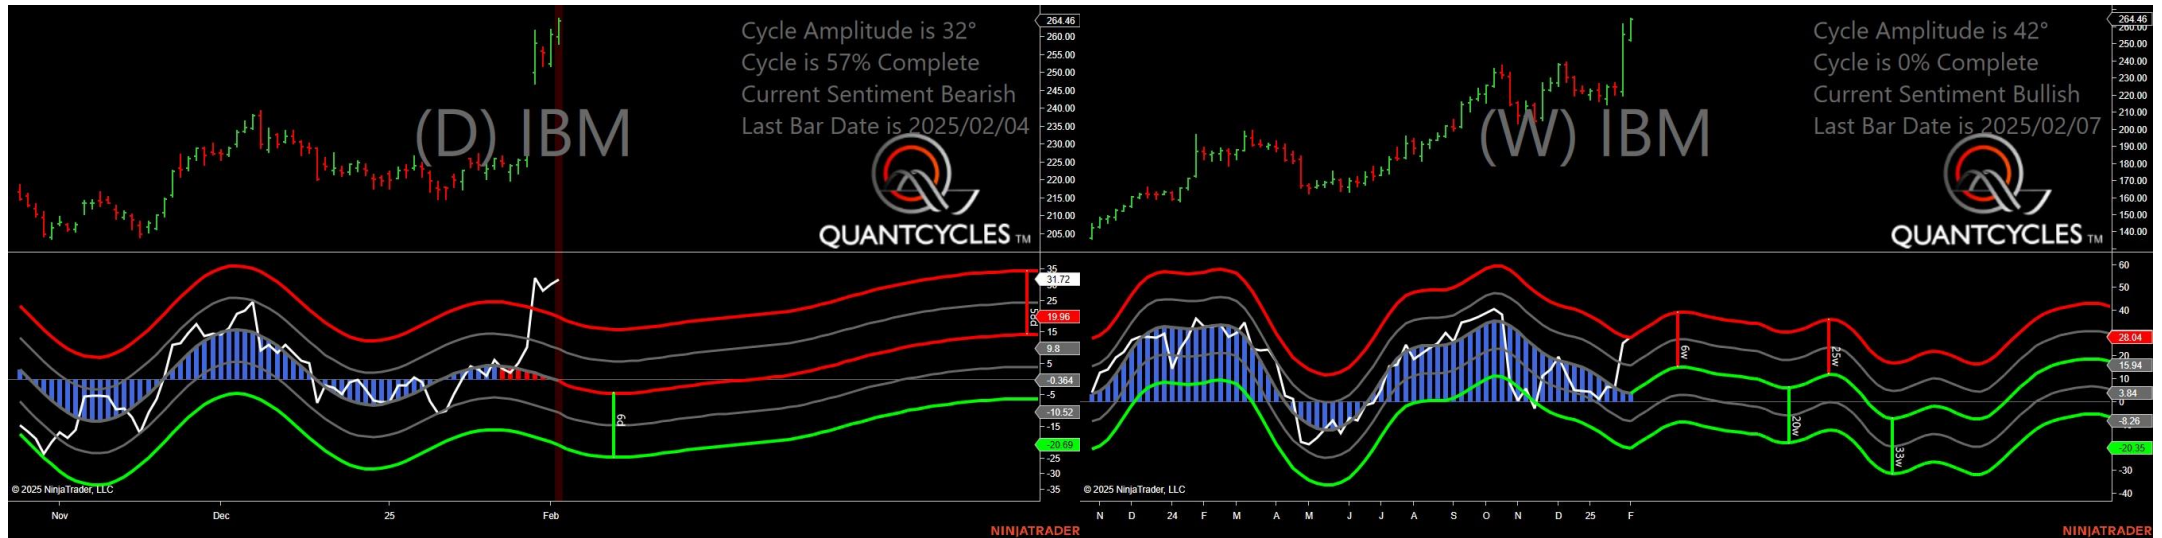 Cycle Amplitude is 32°
Cycle is 57% Complete
Current Sentiment Bearish
Last Bar Date is 2025/02/04
(D) IBM
QUANTCYCLES TM
264.46
260.00
255.00
250.00
245.00
240.00
235.00
230.00
225.00
220.00
215.00
210.00
205.00
35
31.72
25
19.96
15
9.8
5
-0.364
-5
-10.52
-15
-20.69
-25
-30
-35
58d
6d
© 2025 NinjaTrader, LLC
Nov
Dec
25
Feb
NINJATRADER
Cycle Amplitude is 42°
Cycle is 0% Complete
Current Sentiment Bullish
Last Bar Date is 2025/02/07
(W) IBM
QUANTCYCLES TM
264.46
260.00
250.00
240.00
230.00
220.00
210.00
200.00
190.00
180.00
170.00
160.00
150.00
140.00
60
50
40
28.04
20
15.94
10
3.84
0
-8.26
-20.35
-30
-40
6w
25w
20w
33w
© 2025 NinjaTrader, LLC
N D 24 F M A M J J A S O N D 25 F
NINJATRADER